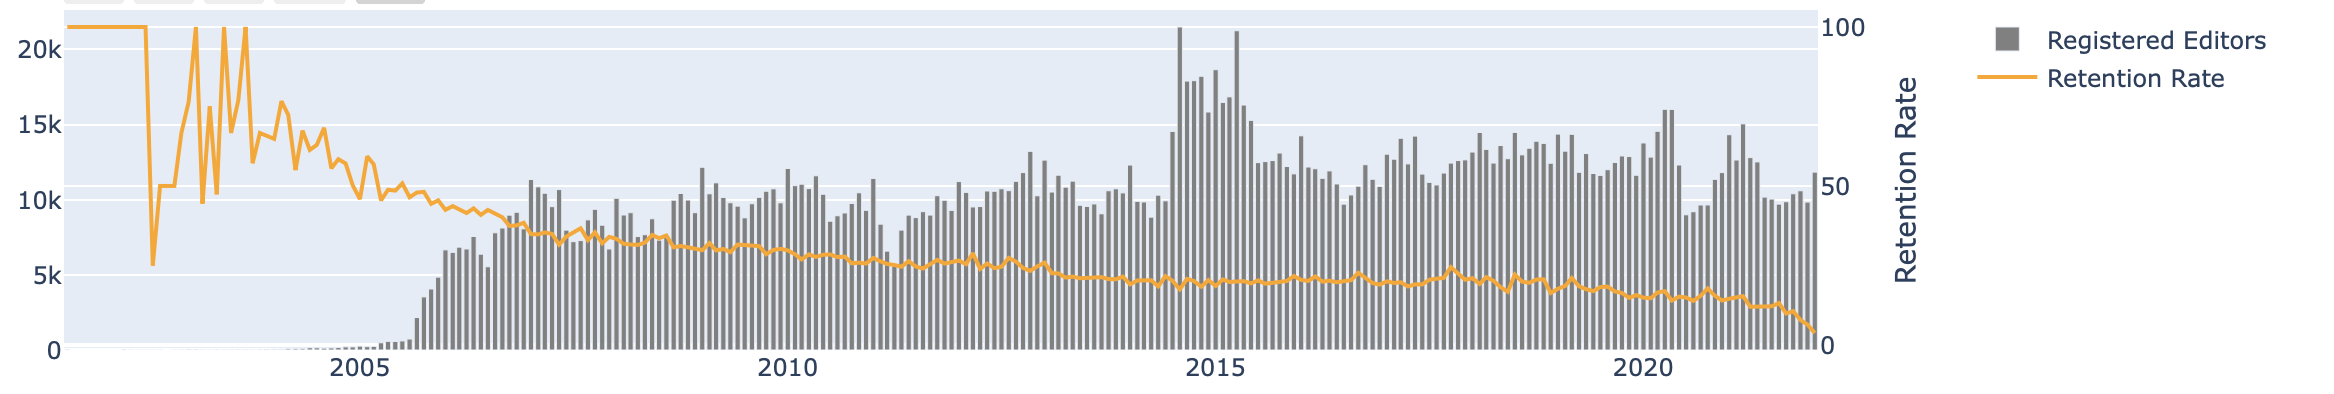 20k
15k
10k
5k
0
100
50
0
Retention Rate
2005
2010
2015
2020
Registered Editors
Retention Rate